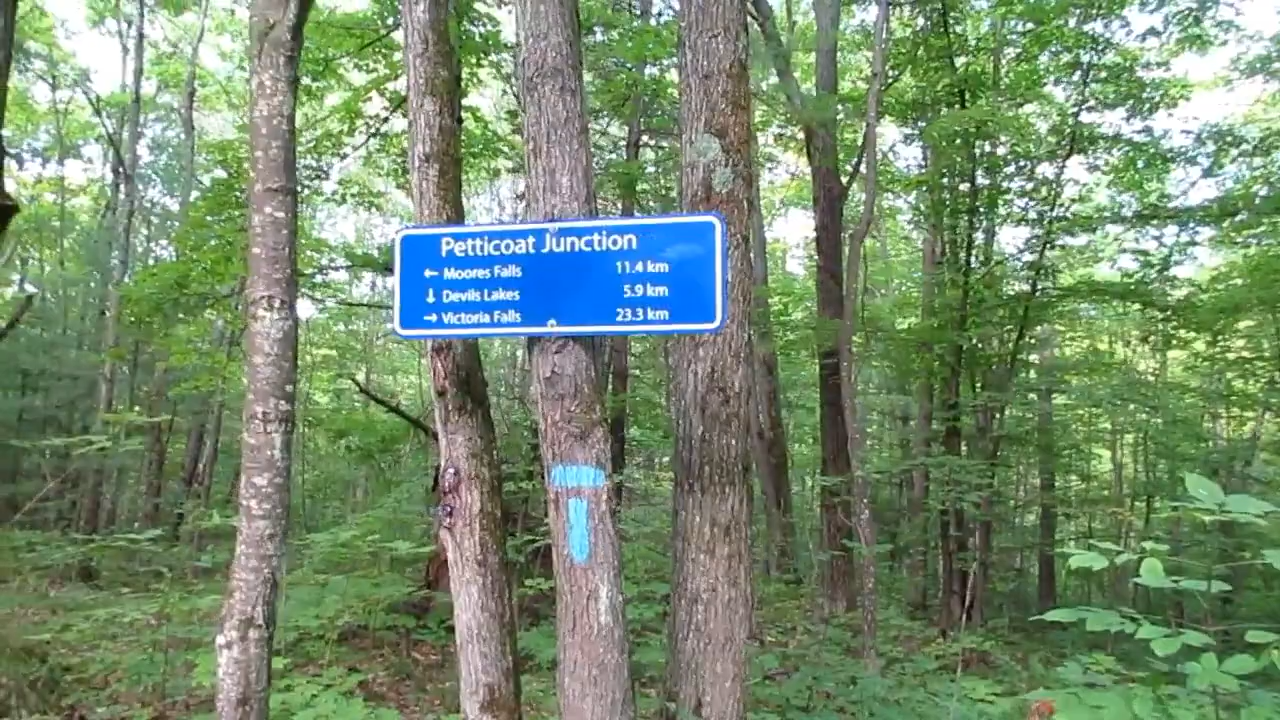 Petticoat Junction
← Moores Falls 11.4 km
↓ Devils Lakes 5.9 km
→ Victoria Falls 23.3 km